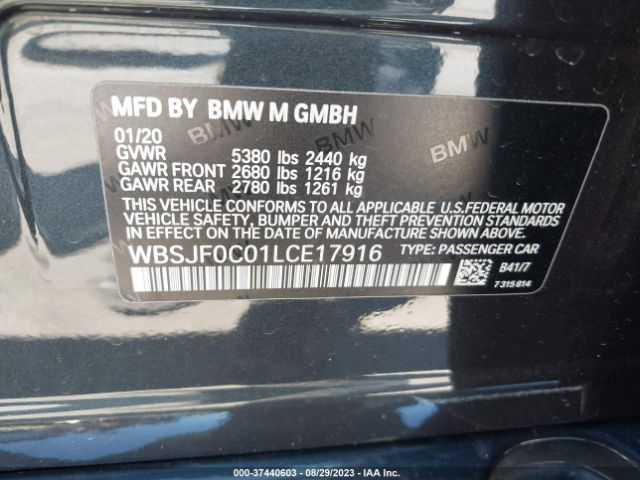 MFD BY BMW M GMBH
01/20
GVWR 5380 lbs 2440 kg
GAWR FRONT 2680 lbs 1216 kg
GAWR REAR 2780 lbs 1261 kg
THIS VEHICLE CONFORMS TO ALL APPLICABLE U.S.FEDERAL MOTOR
VEHICLE SAFETY, BUMPER AND THEFT PREVENTION STANDARDS
IN EFFECT ON THE DATE OF MANUFACTURE SHOWN ABOVE.
WBSJF0C01LCE17916 TYPE: PASSENGER CAR
B41/7
7315814
BMW
BMW
BMW
000-37440603 - 08/29/2023 - IAA Inc.